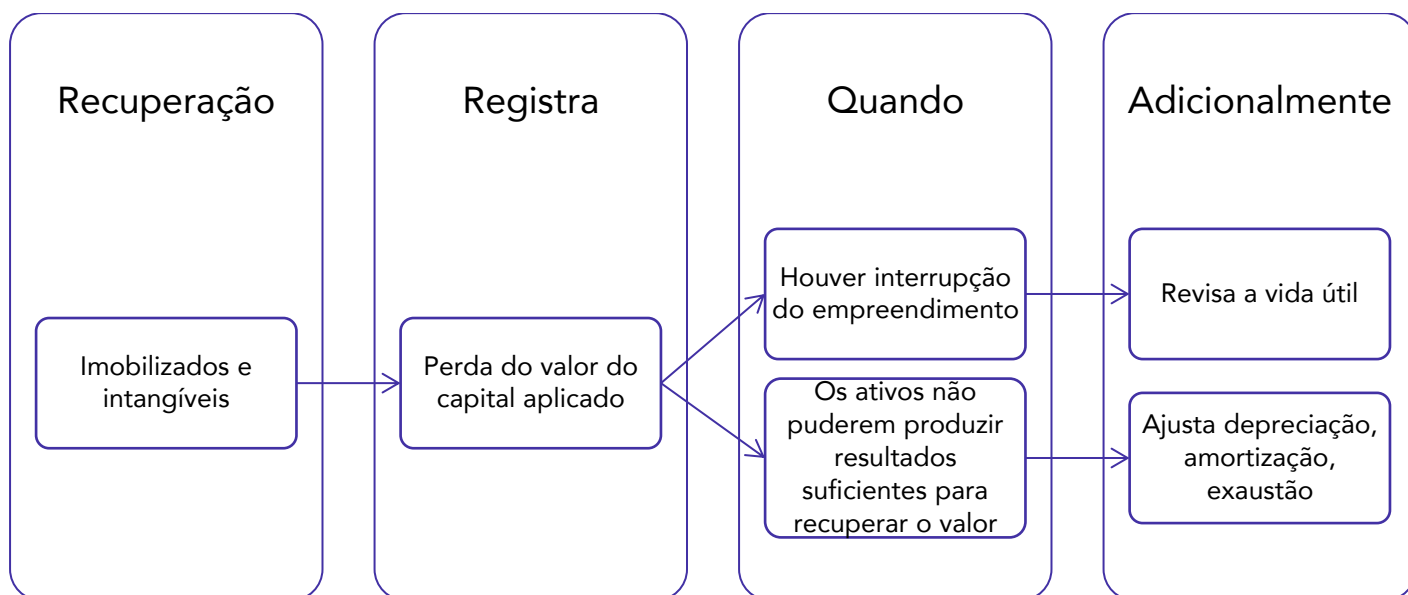 Recuperação
Imobilizados e
intangíveis
Registra
Perda do valor do
capital aplicado
Quando
Houver interrupção
do empreendimento
Os ativos não
puderem produzir
resultados
suficientes para
recuperar o valor
Adicionalmente
Revisa a vida útil
Ajusta depreciação,
amortização,
exaustão